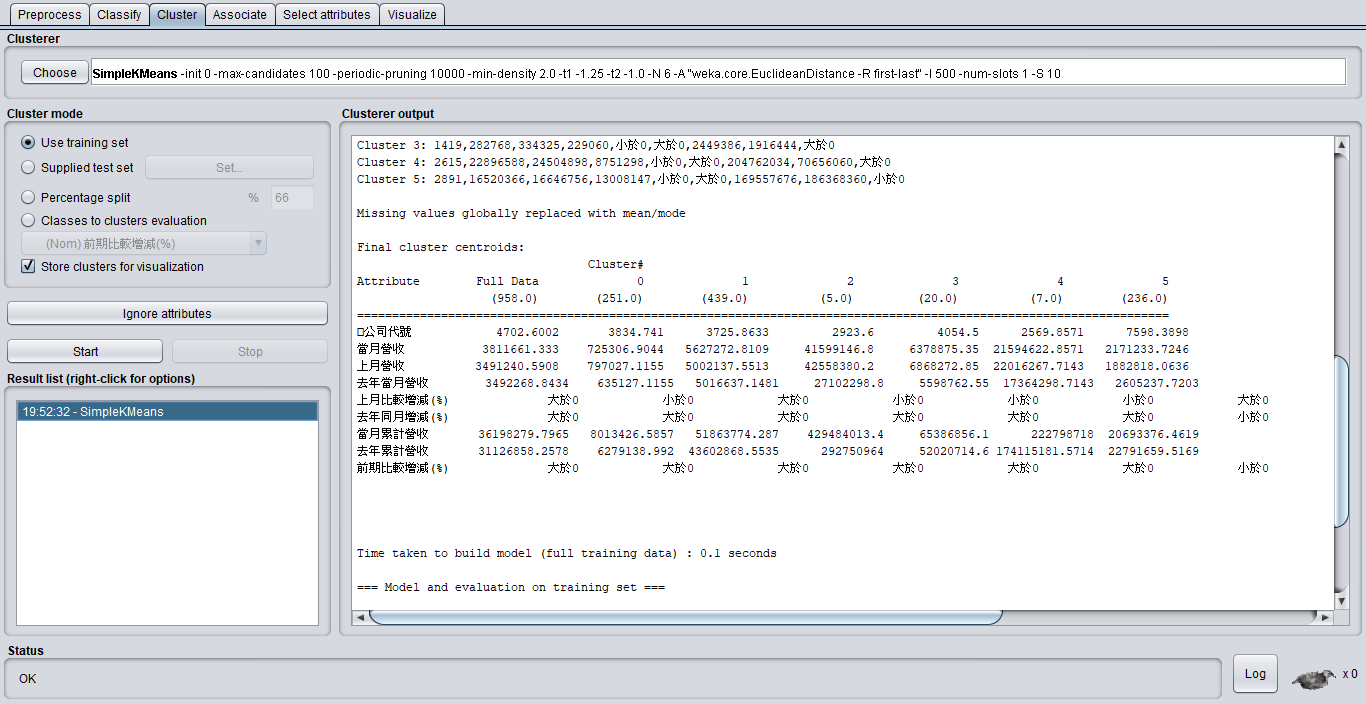 Preprocess Classify Cluster Associate Select attributes Visualize
Clusterer
Choose SimpleKMeans -init 0 -max-candidates 100 -periodic-pruning 10000 -min-density 2.0 -t1 -1.25 -t2 -1.0 -N 6 -A "weka.core.EuclideanDistance -R first-last" -I 500 -num-slots 1 -S 10
Cluster mode
Use training set
Supplied test set Set...
Percentage split % 66
Classes to clusters evaluation
(Nom) 前期比較增減(%)
Store clusters for visualization
Ignore attributes
Start Stop
Result list (right-click for options)
19:52:32 - SimpleKMeans
Clusterer output
Cluster 3: 1419,282768,334325,229060,小於0,大於0,2449386,1916444,大於0
Cluster 4: 2615,22896588,24504898,8751298,小於0,大於0,204762034,70656060,大於0
Cluster 5: 2891,16520366,16646756,13008147,小於0,大於0,169557676,186368360,小於0
Missing values globally replaced with mean/mode
Final cluster centroids:
Cluster#
Attribute Full Data 0 1 2 3 4 5
(958.0) (251.0) (439.0) (5.0) (20.0) (7.0) (236.0)
公司代號 4702.6002 3834.741 3725.8633 2923.6 4054.5 2569.8571 7598.3898
當月營收 3811661.333 725306.9044 5627272.8109 41599146.8 6378875.35 21594622.8571 2171233.7246
上月營收 3491240.5908 797027.1155 5002137.5513 42558380.2 6868272.85 22016267.7143 1882818.0636
去年當月營收 3492268.8434 635127.1155 5016637.1481 27102298.8 5598762.55 17364298.7143 2605237.7203
上月比較增減(%) 大於0 小於0 大於0 小於0 小於0 小於0 大於0
去年同月增減(%) 大於0 大於0 大於0 大於0 大於0 大於0 小於0
當月累計營收 36198279.7965 8013426.5857 51863774.287 429484013.4 65386856.1 222798718 20693376.4619
去年累計營收 31126858.2578 6279138.992 43602868.5535 292750964 52020714.6 174115181.5714 22791659.5169
前期比較增減(%) 大於0 大於0 大於0 大於0 大於0 大於0 小於0
Time taken to build model (full training data) : 0.1 seconds
=== Model and evaluation on training set ===
Status
OK
Log x 0